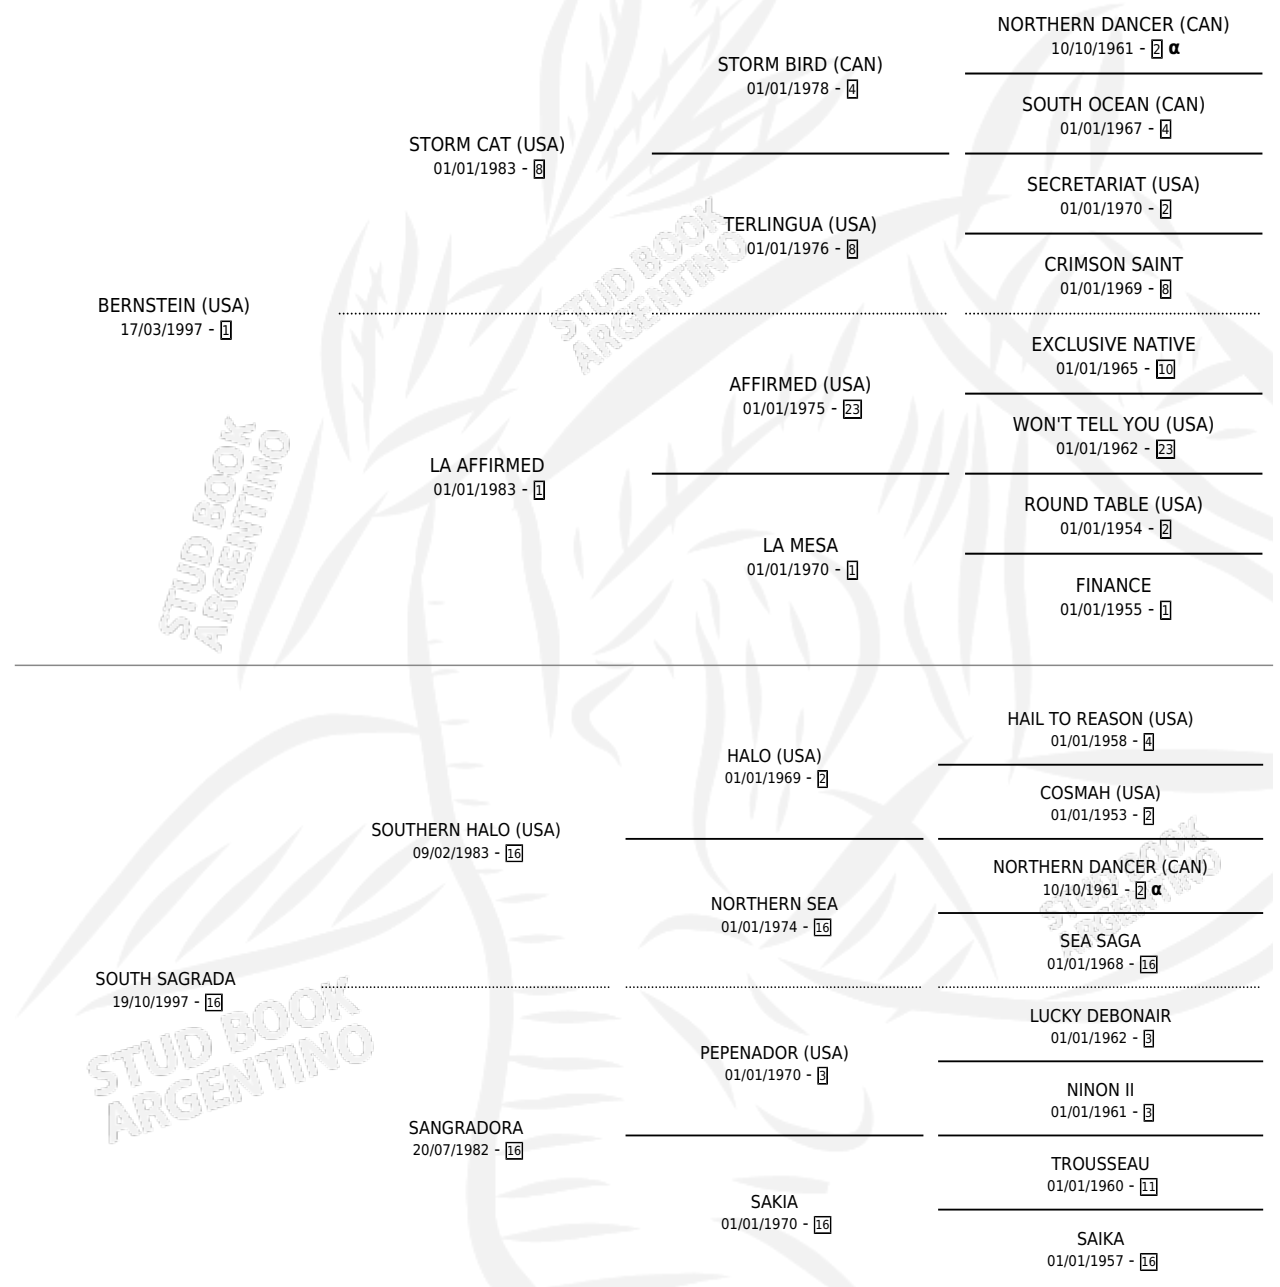 NORTHERN DANCER (CAN)
10/10/1961 - 2 α
STORM BIRD (CAN)
01/01/1978 - 4
SOUTH OCEAN (CAN)
01/01/1967 - 4
STORM CAT (USA)
01/01/1983 - 8
SECRETARIAT (USA)
01/01/1970 - 2
TERLINGUA (USA)
01/01/1976 - 8
CRIMSON SAINT
01/01/1969 - 8
BERNSTEIN (USA)
17/03/1997 - 1
EXCLUSIVE NATIVE
01/01/1965 - 10
AFFIRMED (USA)
01/01/1975 - 23
WON'T TELL YOU (USA)
01/01/1962 - 23
LA AFFIRMED
01/01/1983 - 1
ROUND TABLE (USA)
01/01/1954 - 2
LA MESA
01/01/1970 - 1
FINANCE
01/01/1955 - 1
STUD BOOK
ARGENTINO
STUD BOOK
ARGENTINO
HAIL TO REASON (USA)
01/01/1958 - 4
HALO (USA)
01/01/1969 - 2
COSMAH (USA)
01/01/1953 - 2
SOUTHERN HALO (USA)
09/02/1983 - 16
NORTHERN DANCER (CAN)
10/10/1961 - 2 α
NORTHERN SEA
01/01/1974 - 16
SEA SAGA
01/01/1968 - 16
SOUTH SAGRADA
19/10/1997 - 16
LUCKY DEBONAIR
01/01/1962 - 3
PEPENADOR (USA)
01/01/1970 - 3
NINON II
01/01/1961 - 3
SANGRADORA
20/07/1982 - 16
TROUSSEAU
01/01/1960 - 11
SAKIA
01/01/1970 - 16
SAIKA
01/01/1957 - 16
STUD BOOK
ARGENTINO
STUD BOOK
ARGENTINO